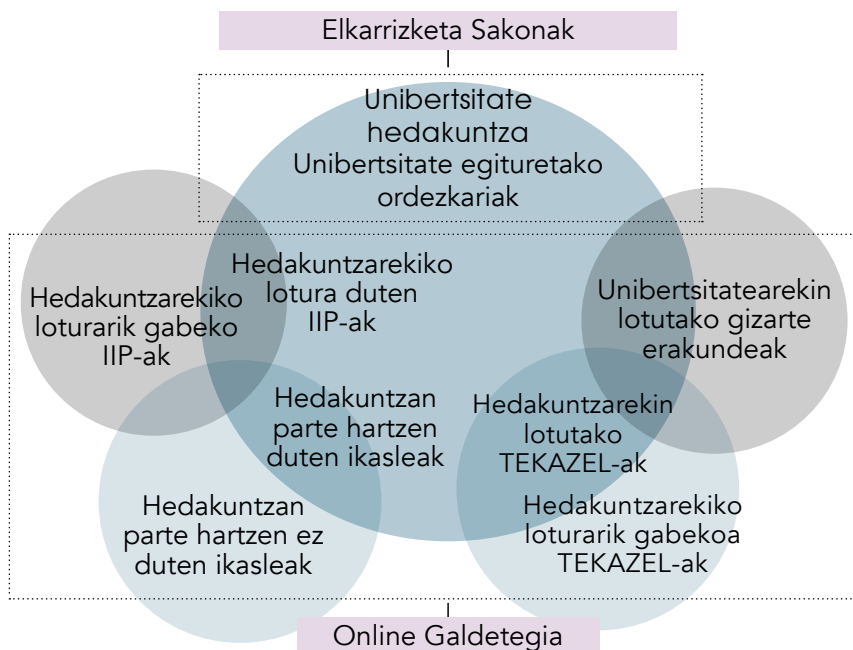 Elkarrizketa Sakonak
Unibertsitate
hedakuntza
Unibertsitate egituretako
ordezkariak
Hedakuntzarekiko
loturarik gabeko
IIP-ak
Hedakuntzarekiko
lotura duten
IIP-ak
Unibertsitatearekin
lotutako gizarte
erakundeak
Hedakuntzan
parte hartzen
duten ikasleak
Hedakuntzarekin
lotutako
TEKAZEL-ak
Hedakuntzan
parte hartzen ez
duten ikasleak
Hedakuntzarekiko
loturarik gabekoa
TEKAZEL-ak
Online Galdetegia